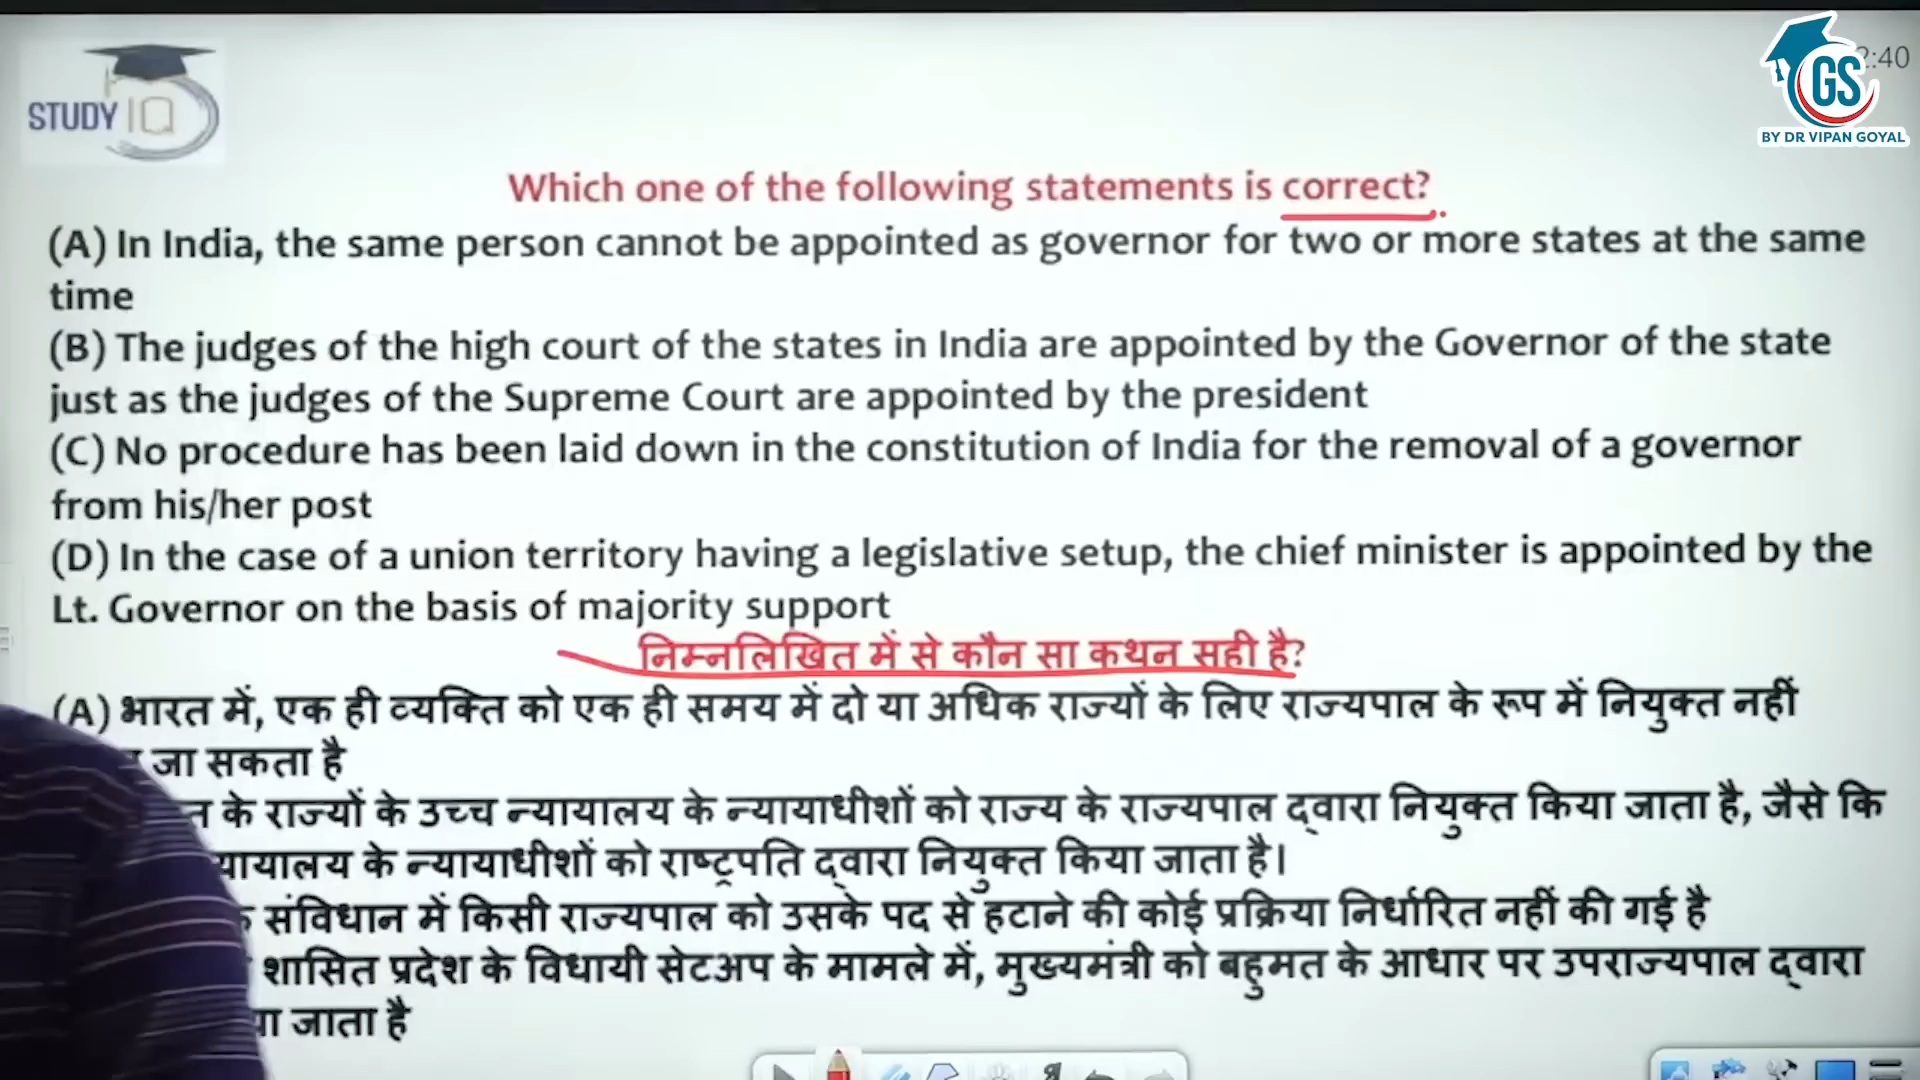 STUDY IQ
2:40
GS
BY DR VIPAN GOYAL
Which one of the following statements is correct?
(A) In India, the same person cannot be appointed as governor for two or more states at the same
time
(B) The judges of the high court of the states in India are appointed by the Governor of the state
just as the judges of the Supreme Court are appointed by the president
(C) No procedure has been laid down in the constitution of India for the removal of a governor
from his/her post
(D) In the case of a union territory having a legislative setup, the chief minister is appointed by the
Lt. Governor on the basis of majority support
निम्नलिखित में से कौन सा कथन सही है?
(A) भारत में, एक ही व्यक्ति को एक ही समय में दो या अधिक राज्यों के लिए राज्यपाल के रूप में नियुक्त नहीं
जा सकता है
के राज्यों के उच्च न्यायालय के न्यायाधीशों को राज्य के राज्यपाल द्वारा नियुक्त किया जाता है, जैसे कि
के न्यायाधीशों को राष्ट्रपति द्वारा नियुक्त किया जाता है।
संविधान में किसी राज्यपाल को उसके पद से हटाने की कोई प्रक्रिया निर्धारित नहीं की गई है
शासित प्रदेश के विधायी सेटअप के मामले में, मुख्यमंत्री को बहुमत के आधार पर उपराज्यपाल द्वारा
जाता है